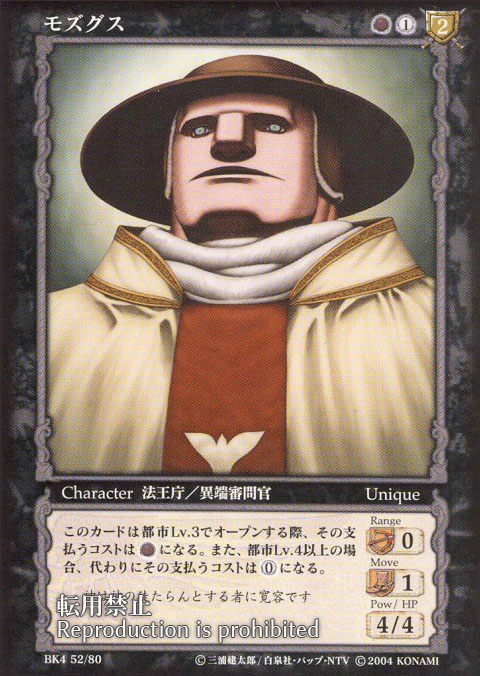 モズグス
1 2
Character 法王庁/異端審問官 Unique
このカードは都市Lv.3でオープンする際、その支
払うコストは になる。また、都市Lv.4以上の場
合、代わりにその支払うコストは 0 になる。
たらんとする者に寛容です
転用禁止
Reproduction is prohibited
Range
0
Move
1
Pow/ HP
4/4
BK4 52/80
©三浦建太郎/白泉社・バップ・NTV ©2004 KONAMI